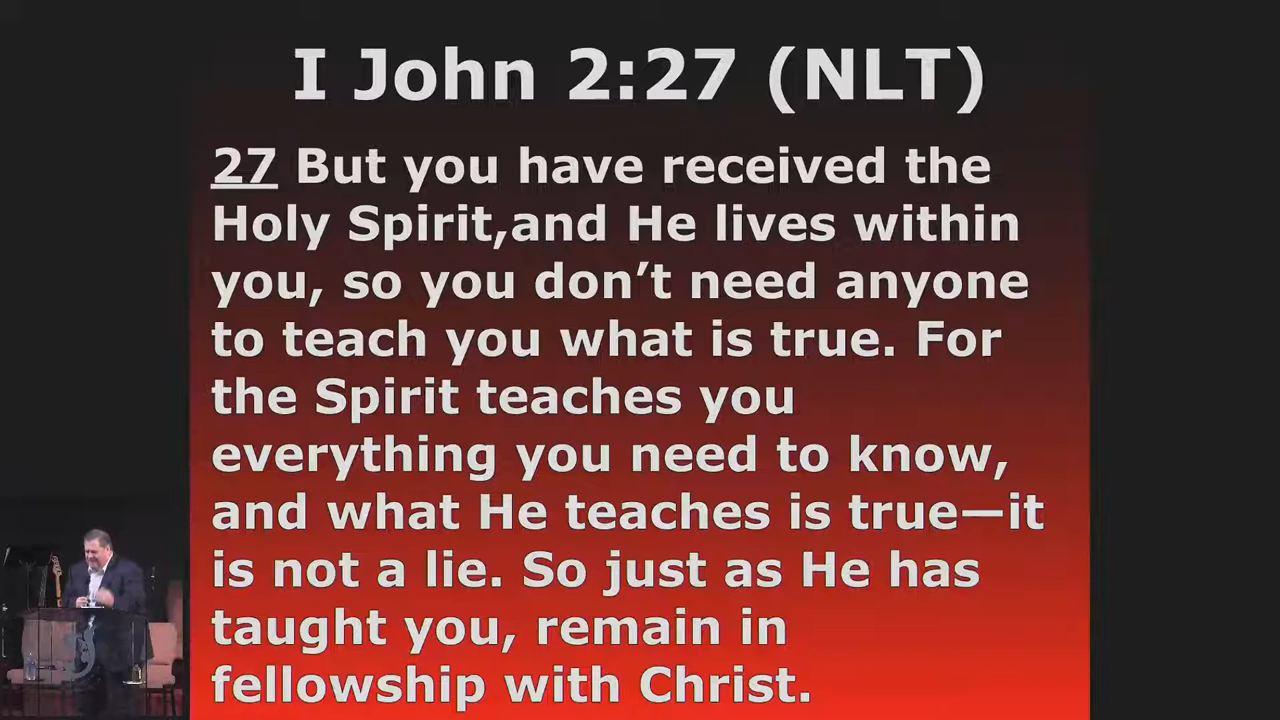 I John 2:27 (NLT)
27 But you have received the
Holy Spirit,and He lives within
you, so you don’t need anyone
to teach you what is true. For
the Spirit teaches you
everything you need to know,
and what He teaches is true—it
is not a lie. So just as He has
taught you, remain in
fellowship with Christ.